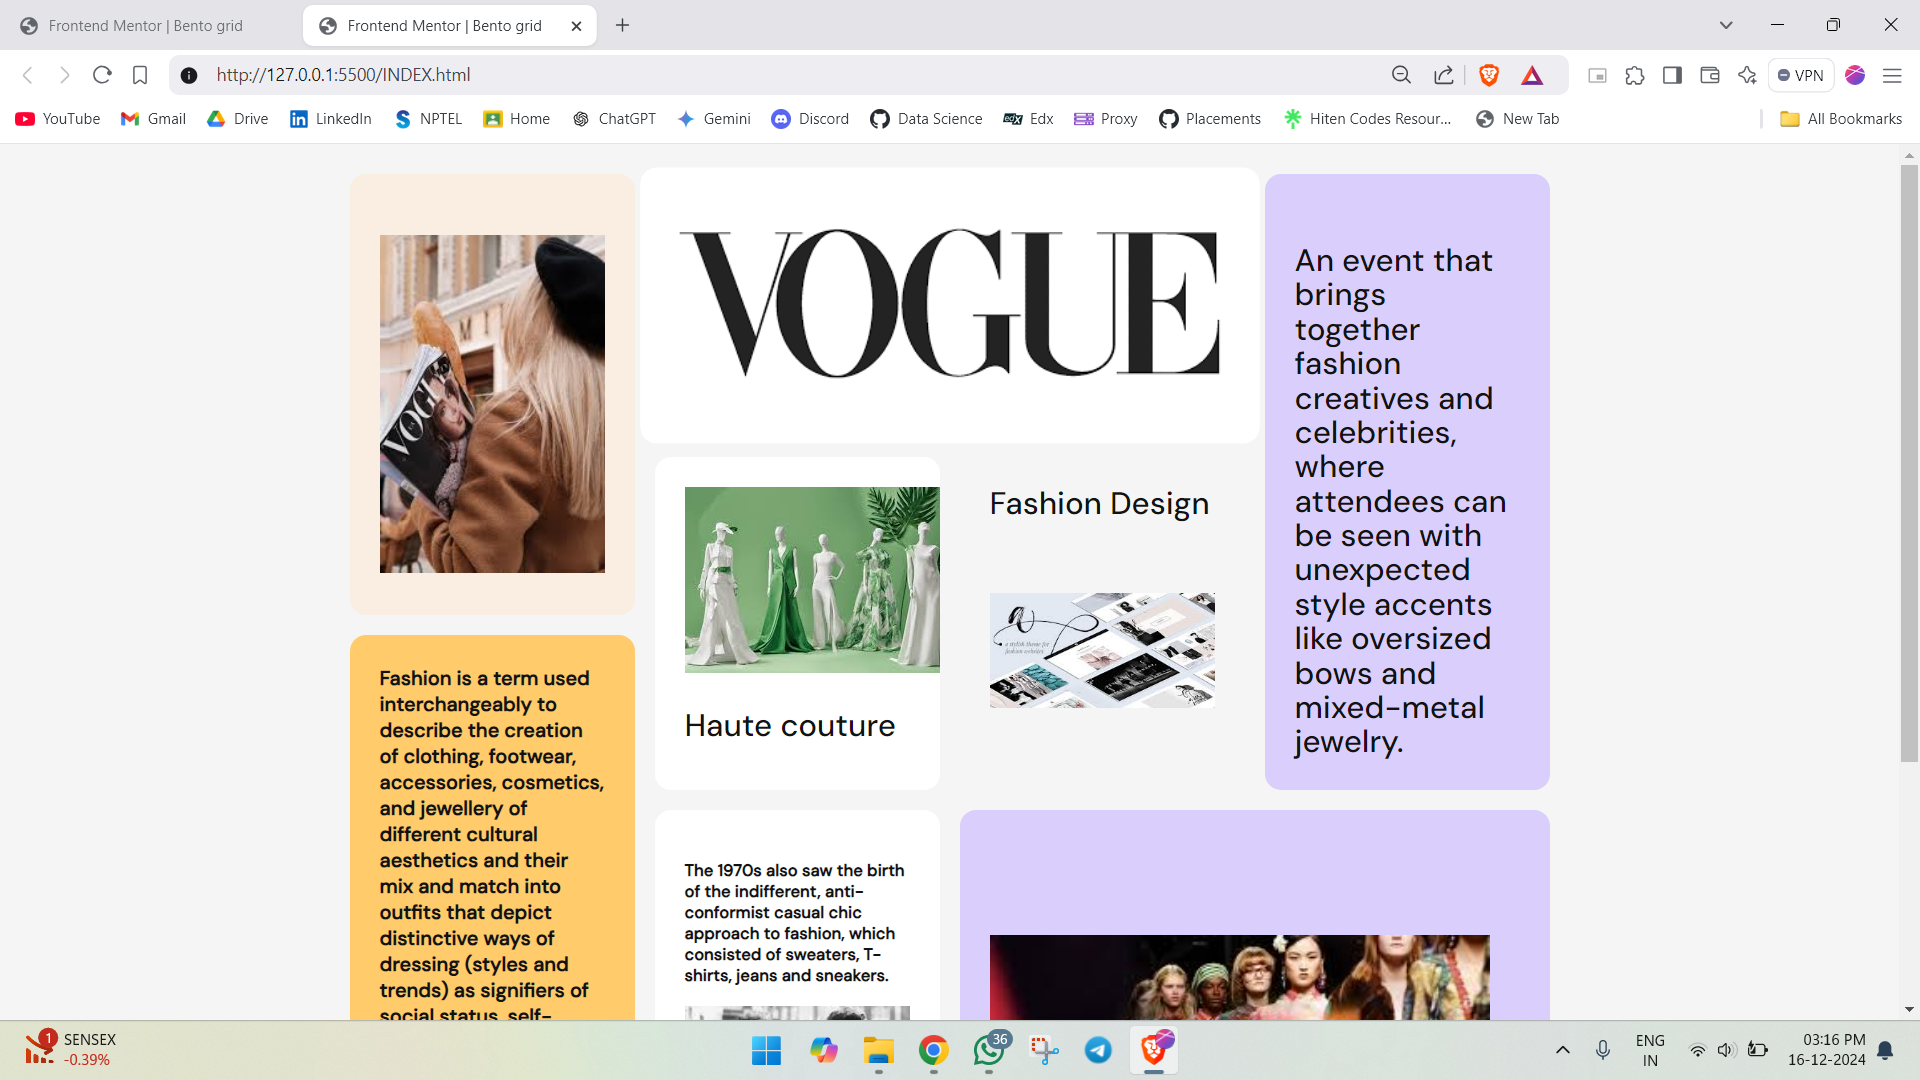 Frontend Mentor | Bento grid
Frontend Mentor | Bento grid
http://127.0.0.1:5500/INDEX.html
VPN
YouTube
Gmail
Drive
LinkedIn
NPTEL
Home
ChatGPT
Gemini
Discord
Data Science
edX
Edx
Proxy
Placements
Hiten Codes Resour...
New Tab
All Bookmarks
M
VOGUE
VOGUE
An event that
brings
together
fashion
creatives and
celebrities,
where
attendees can
be seen with
unexpected
style accents
like oversized
bows and
mixed-metal
jewelry.
Haute couture
Fashion Design
a stylish theme for
fashion websites
Fashion is a term used
interchangeably to
describe the creation
of clothing, footwear,
accessories, cosmetics,
and jewellery of
different cultural
aesthetics and their
mix and match into
outfits that depict
distinctive ways of
dressing (styles and
trends) as signifiers of
social status, self-
The 1970s also saw the birth
of the indifferent, anti-
conformist casual chic
approach to fashion, which
consisted of sweaters, T-
shirts, jeans and sneakers.
1
SENSEX
-0.39%
36
ENG
IN
03:16 PM
16-12-2024